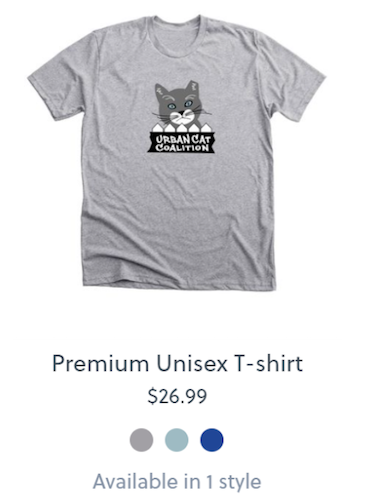 URBAN CAT
COALITION
Premium Unisex T-shirt
$26.99
Available in 1 style